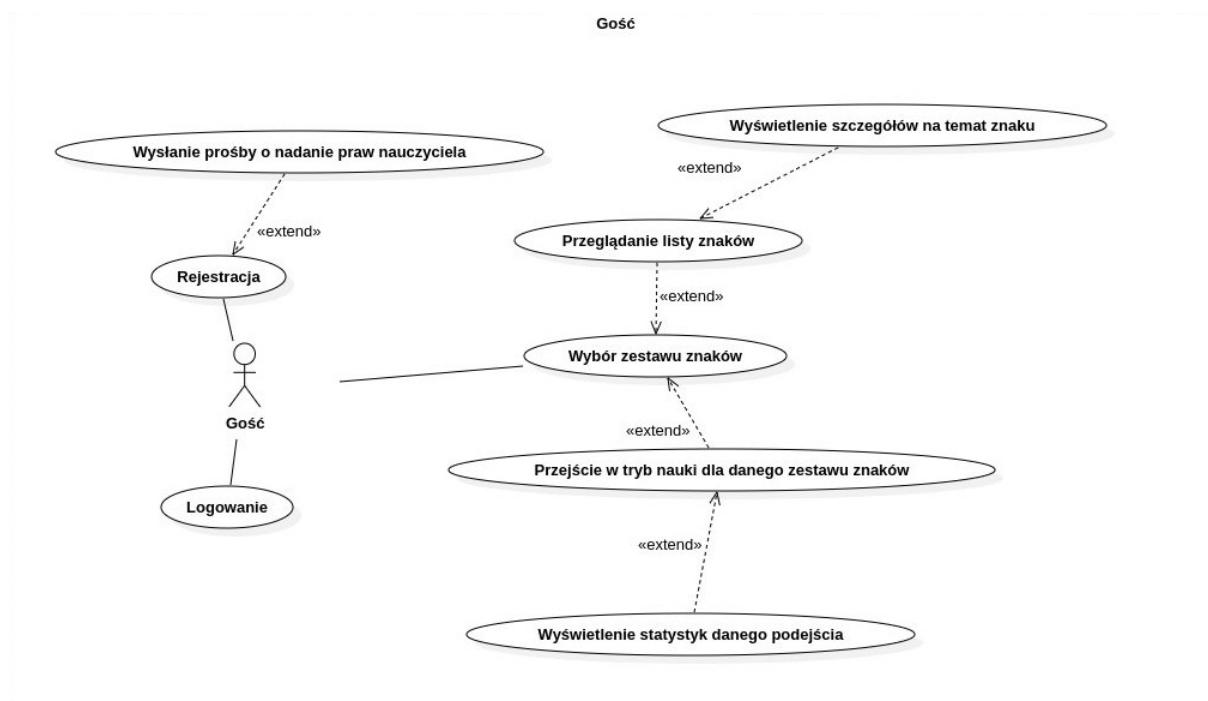 Gość
Wyświetlenie szczegółów na temat znaku
Wysłanie prośby o nadanie praw nauczyciela
«extend»
«extend»
Przeglądanie listy znaków
Rejestracja
«extend»
Wybór zestawu znaków
Gość
«extend»
Przejście w tryb nauki dla danego zestawu znaków
Logowanie
«extend»
Wyświetlenie statystyk danego podejścia